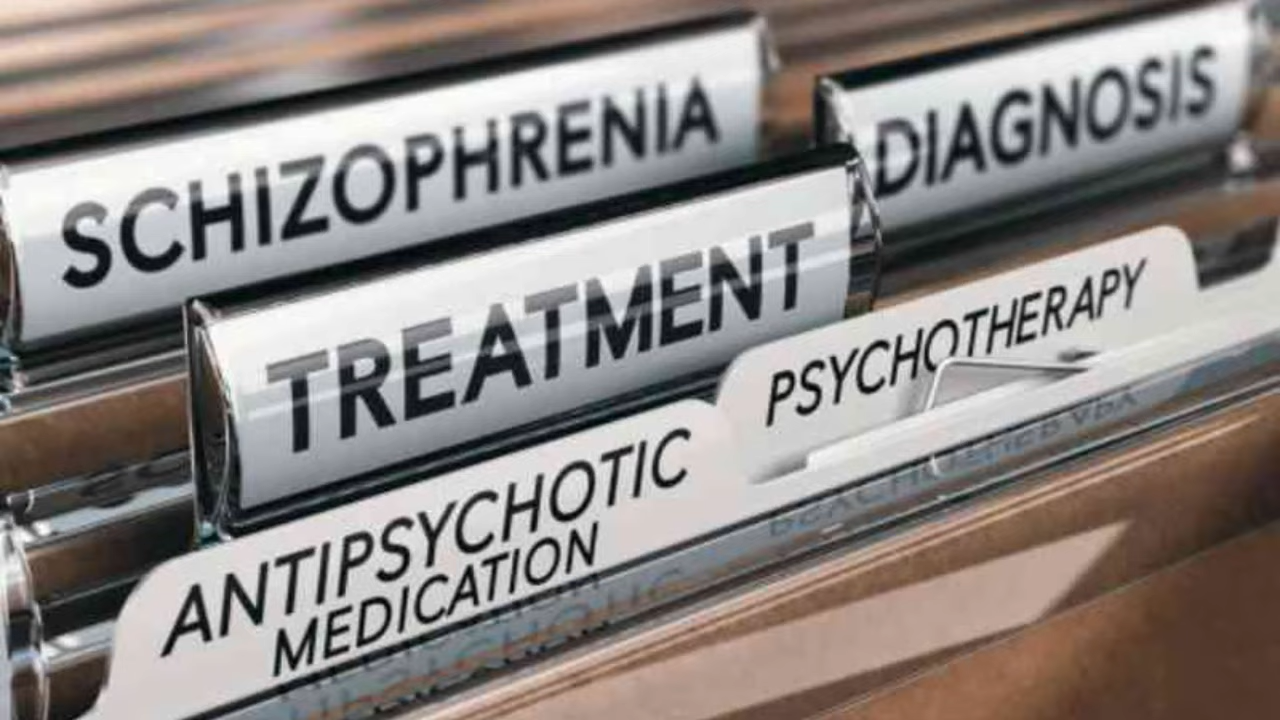 SCHIZOPHRENIA
DIAGNOSIS
TREATMENT
PSYCHOTHERAPY
ANTIPSYCHOTIC
MEDICATION